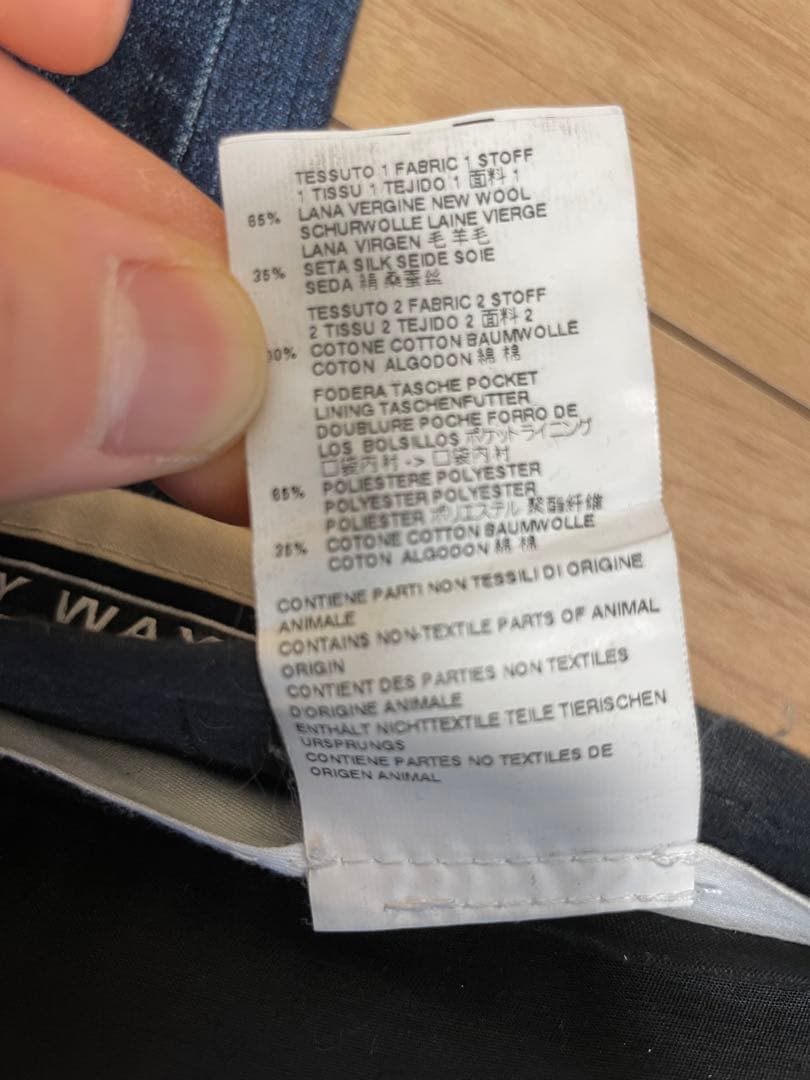 TESSUTO 1 FABRIC 1 STOFF
1 TISSU 1 TEJIDO 1 面料 1
65% LANA VERGINE NEW WOOL
SCHURWOLLE LAINE VIERGE
LANA VIRGEN 毛 羊毛
35% SETA SILK SEIDE SOIE
SEDA 絹 桑蚕丝
TESSUTO 2 FABRIC 2 STOFF
2 TISSU 2 TEJIDO 2 面料 2
00% COTONE COTTON BAUMWOLLE
COTON ALGODON 綿 棉
FODERA TASCHE POCKET
LINING TASCHENFUTTER
DOUBLURE POCHE FORRO DE
LOS BOLSILLOS ポケットライニング
口袋内衬 -> 口袋内衬
65% POLIESTERE POLYESTER
POLYESTER POLYESTER
POLIESTER ポリエステル 聚酯纤维
35% COTONE COTTON BAUMWOLLE
COTON ALGODON 綿 棉
CONTIENE PARTI NON TESSILI DI ORIGINE
ANIMALE
CONTAINS NON-TEXTILE PARTS OF ANIMAL
ORIGIN
CONTIENT DES PARTIES NON TEXTILES
D'ORIGINE ANIMALE
ENTHÄLT NICHTTEXTILE TEILE TIERISCHEN
URSPRUNGS
CONTIENE PARTES NO TEXTILES DE
ORIGEN ANIMAL
Y WAY